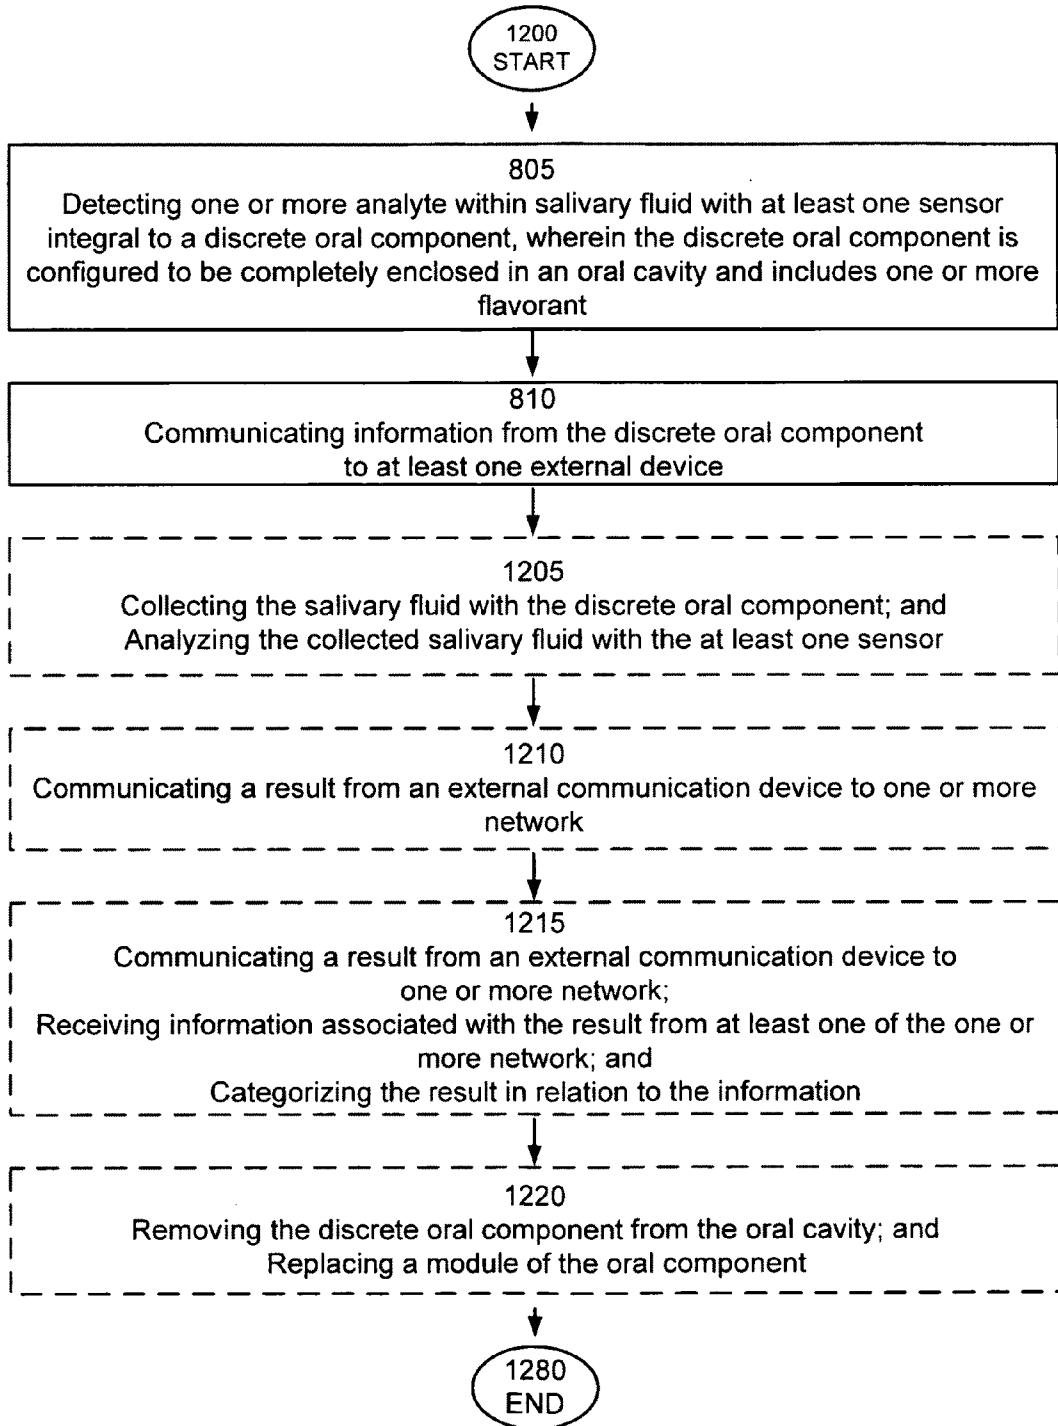 1200
START
805
Detecting one or more analyte within salivary fluid with at least one sensor
integral to a discrete oral component, wherein the discrete oral component is
configured to be completely enclosed in an oral cavity and includes one or more
flavorant
810
Communicating information from the discrete oral component
to at least one external device
1205
Collecting the salivary fluid with the discrete oral component; and
Analyzing the collected salivary fluid with the at least one sensor
1210
Communicating a result from an external communication device to one or more
network
1215
Communicating a result from an external communication device to
one or more network;
Receiving information associated with the result from at least one of the one or
more network; and
Categorizing the result in relation to the information
1220
Removing the discrete oral component from the oral cavity; and
Replacing a module of the oral component
1280
END